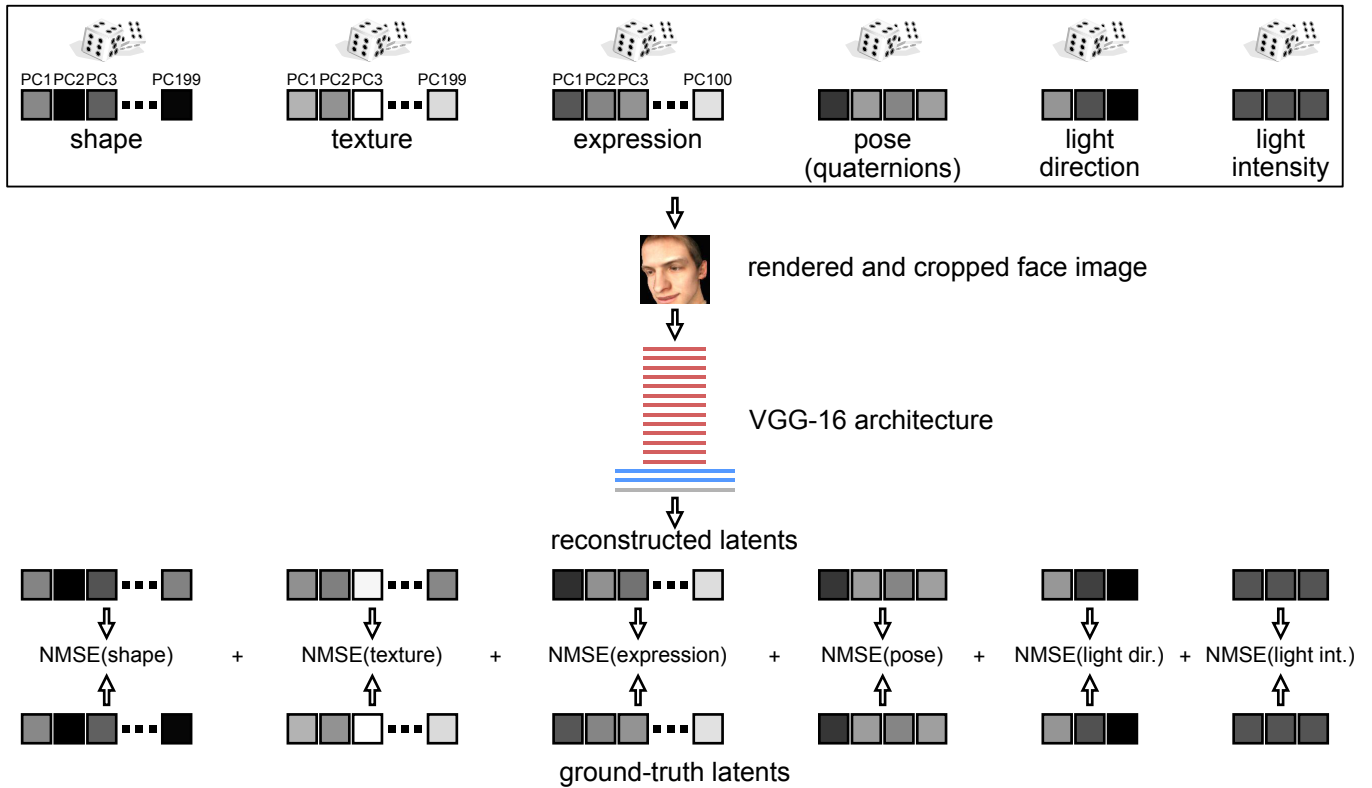 PC1 PC2 PC3 PC199 PC1 PC2 PC3 PC199 PC1 PC2 PC3 PC100
shape texture expression pose light light
(quaternions) direction intensity
rendered and cropped face image
VGG-16 architecture
reconstructed latents
NMSE(shape) + NMSE(texture) + NMSE(expression) + NMSE(pose) + NMSE(light dir.) + NMSE(light int.)
ground-truth latents